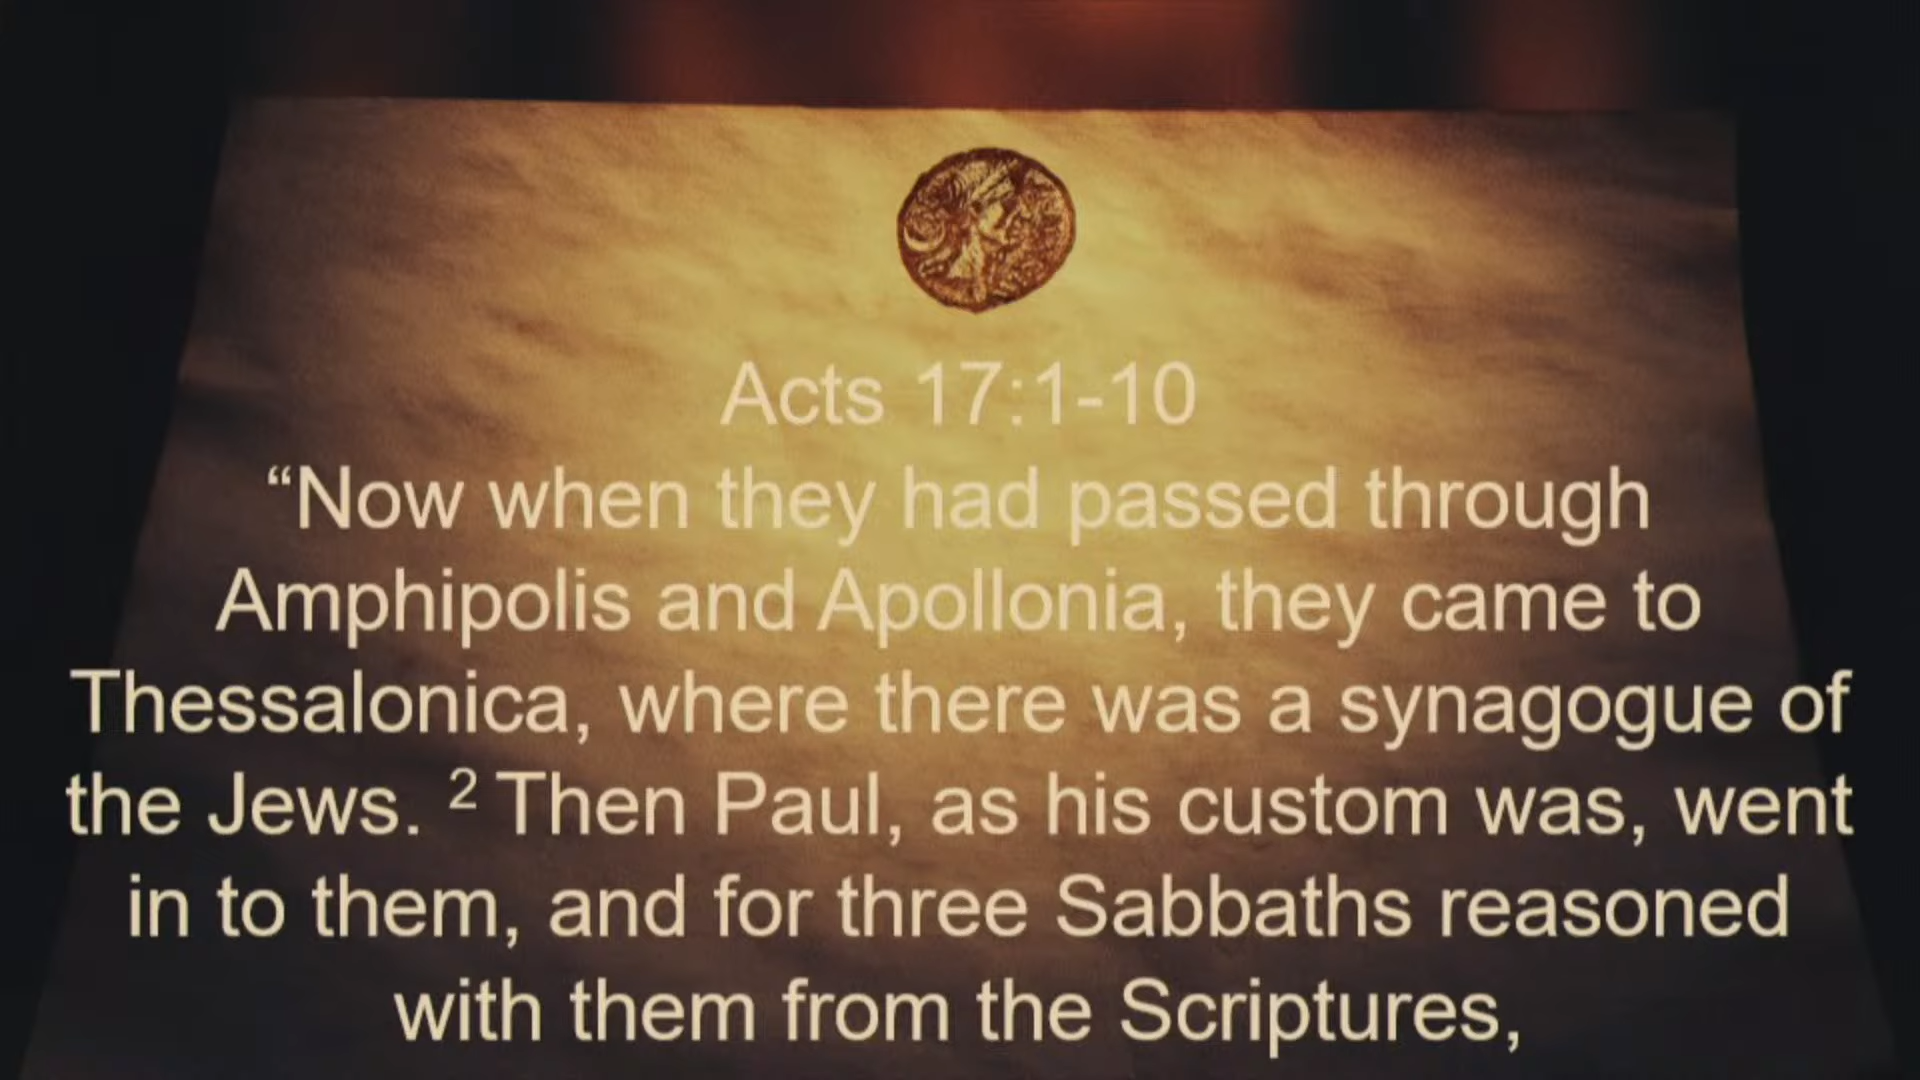 Acts 17:1-10
“Now when they had passed through
Amphipolis and Apollonia, they came to
Thessalonica, where there was a synagogue of
the Jews. ² Then Paul, as his custom was, went
in to them, and for three Sabbaths reasoned
with them from the Scriptures,